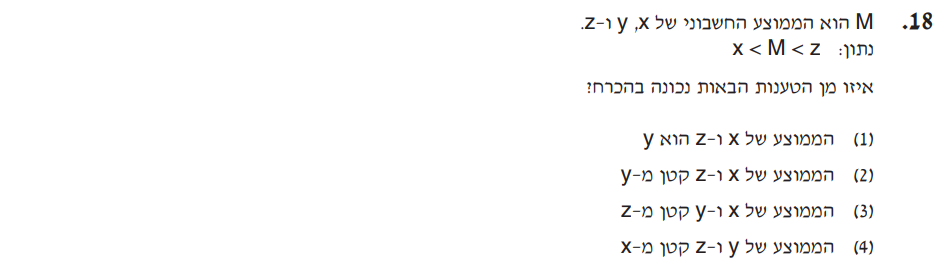 18. M הוא הממוצע החשבוני של x, y ו-z.
נתון: x < M < z
איזו מן הטענות הבאות נכונה בהכרח?
(1) הממוצע של x ו-z הוא y
(2) הממוצע של x ו-z קטן מ-y
(3) הממוצע של x ו-y קטן מ-z
(4) הממוצע של y ו-z קטן מ-x